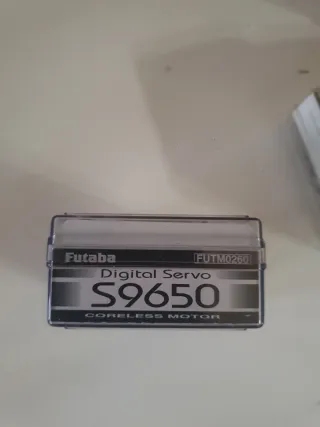 Futaba FUTM0260
Digital Servo
S9650
CORELESS MOTOR